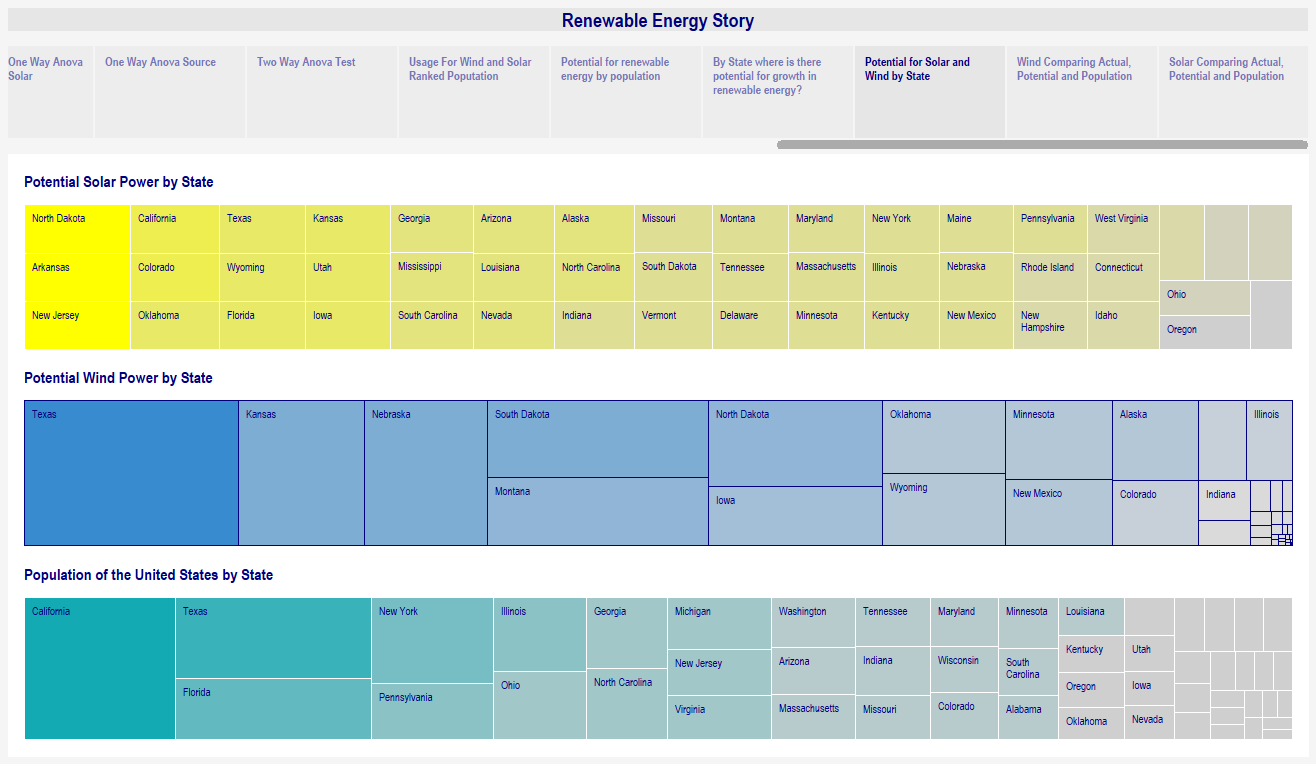 Renewable Energy Story
One Way Anova
Solar
One Way Anova Source
Two Way Anova Test
Usage For Wind and Solar
Ranked Poputation
Potential for renewable
energy by population
By State where is there
potential for growth in
renewable energy?
Potential for Solar and
Wind by State
Wind Comparing Actual,
Potential and Population
Solar Comparing Actual,
Potential and Population
Potential Solar Power by State
North Dakota
California
Texas
Kansas
Georgia
Arizona
Alaska
Missouri
Montana
Maryland
New York
Maine
Pennsylvania
West Virginia
Arkansas
Colorado
Wyoming
Utah
Mississippi
Louisiana
North Carolina
South Dakota
Tennessee
Massachusetts
Illinois
Nebraska
Rhode Island
Connecticut
Ohio
New Jersey
Oklahoma
Florida
Iowa
South Carolina
Nevada
Indiana
Vermont
Delaware
Minnesota
Kentucky
New Mexico
New
Hampshire
Idaho
Oregon
Potential Wind Power by State
Texas
Kansas
Nebraska
South Dakota
North Dakota
Oklahoma
Minnesota
Alaska
Illinois
Montana
Iowa
Wyoming
New Mexico
Colorado
Indiana
Population of the United States by State
California
Texas
New York
Illinois
Georgia
Michigan
Washington
Tennessee
Maryland
Minnesota
Louisiana
Kentucky
Utah
New Jersey
Arizona
Indiana
Wisconsin
South
Carolina
Florida
Pennsylvania
Ohio
North Carolina
Oregon
Iowa
Virginia
Massachusetts
Missouri
Colorado
Alabama
Oklahoma
Nevada